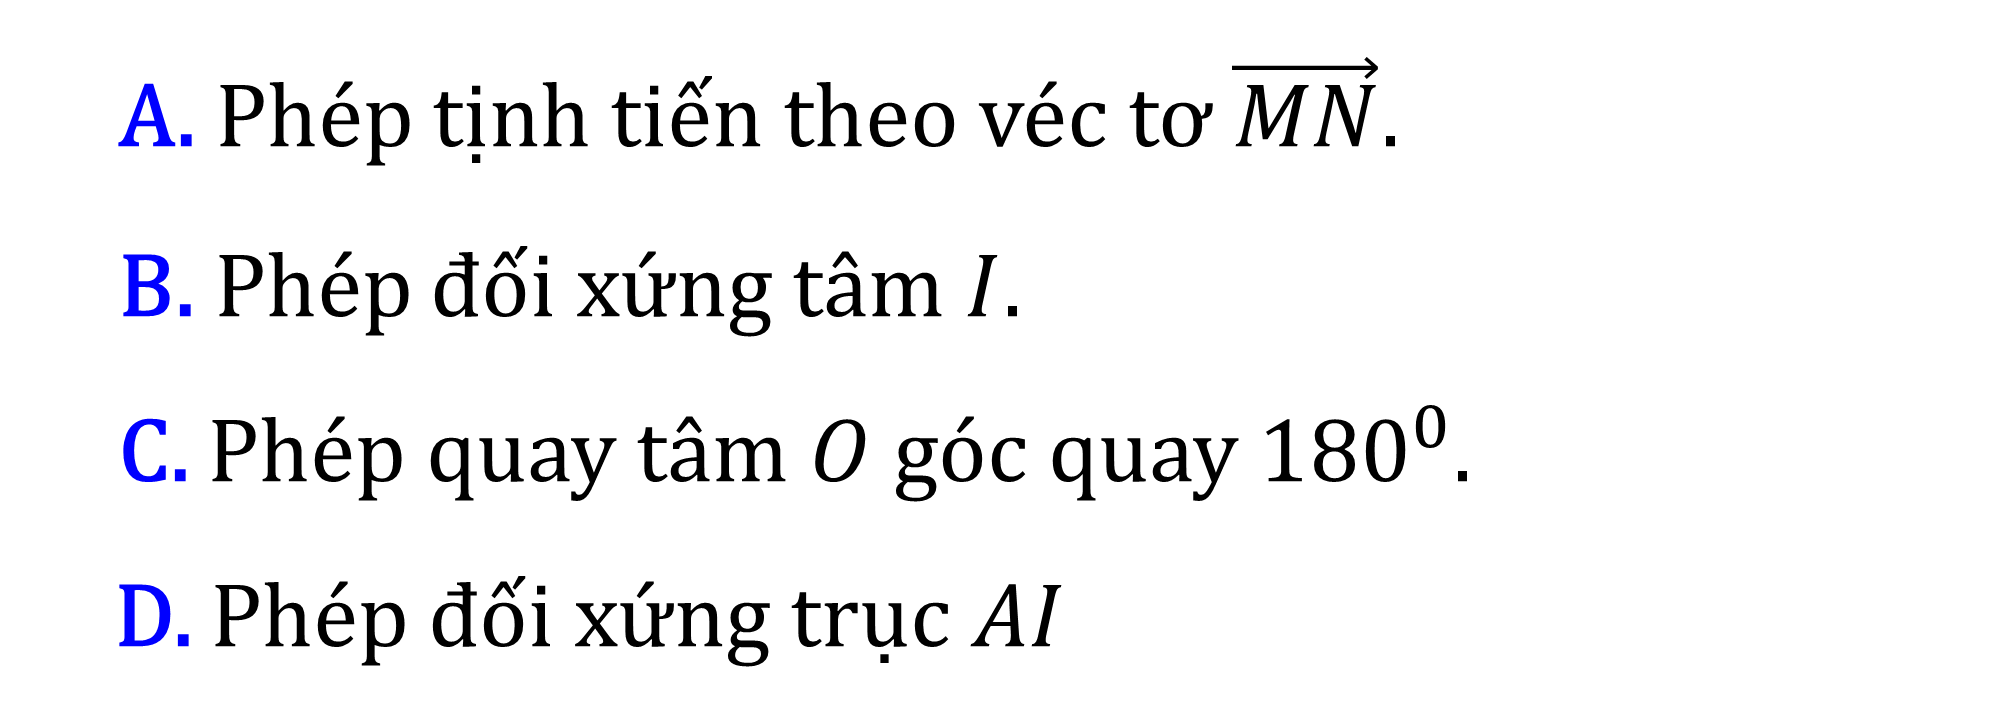 A. Phép tịnh tiến theo véc tơ $\overrightarrow{MN}$.
B. Phép đối xứng tâm I.
C. Phép quay tâm O góc quay 180⁰.
D. Phép đối xứng trục AI